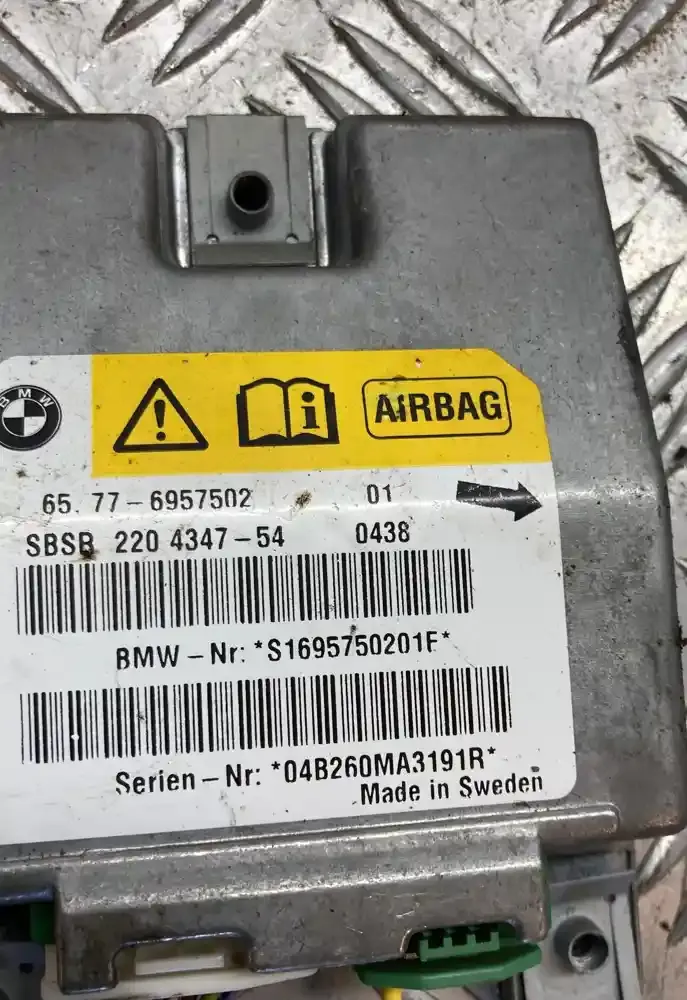 BMW
i AIRBAG
65.77-6957502 01
SBSB 220 4347-54 0438
BMW-Nr: *S1695750201F*
Serien-Nr: *04B260MA3191R*
Made in Sweden